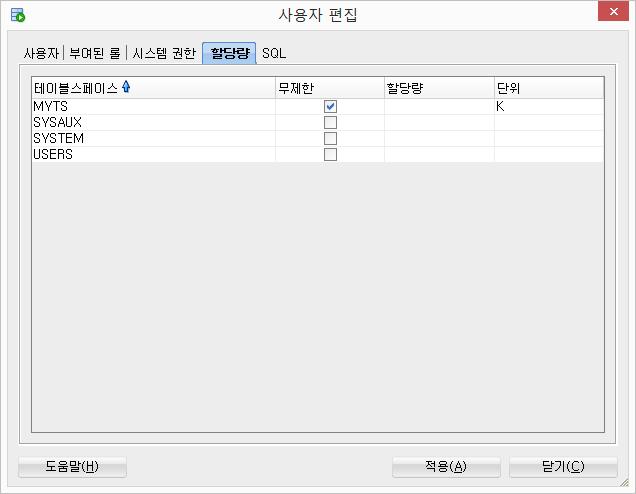 사용자 편집
사용자 부여된 롤 시스템 권한 할당량 SQL
테이블스페이스 무제한 할당량 단위
MYTS K
SYSAUX
SYSTEM
USERS
도움말(H) 적용(A) 닫기(C)